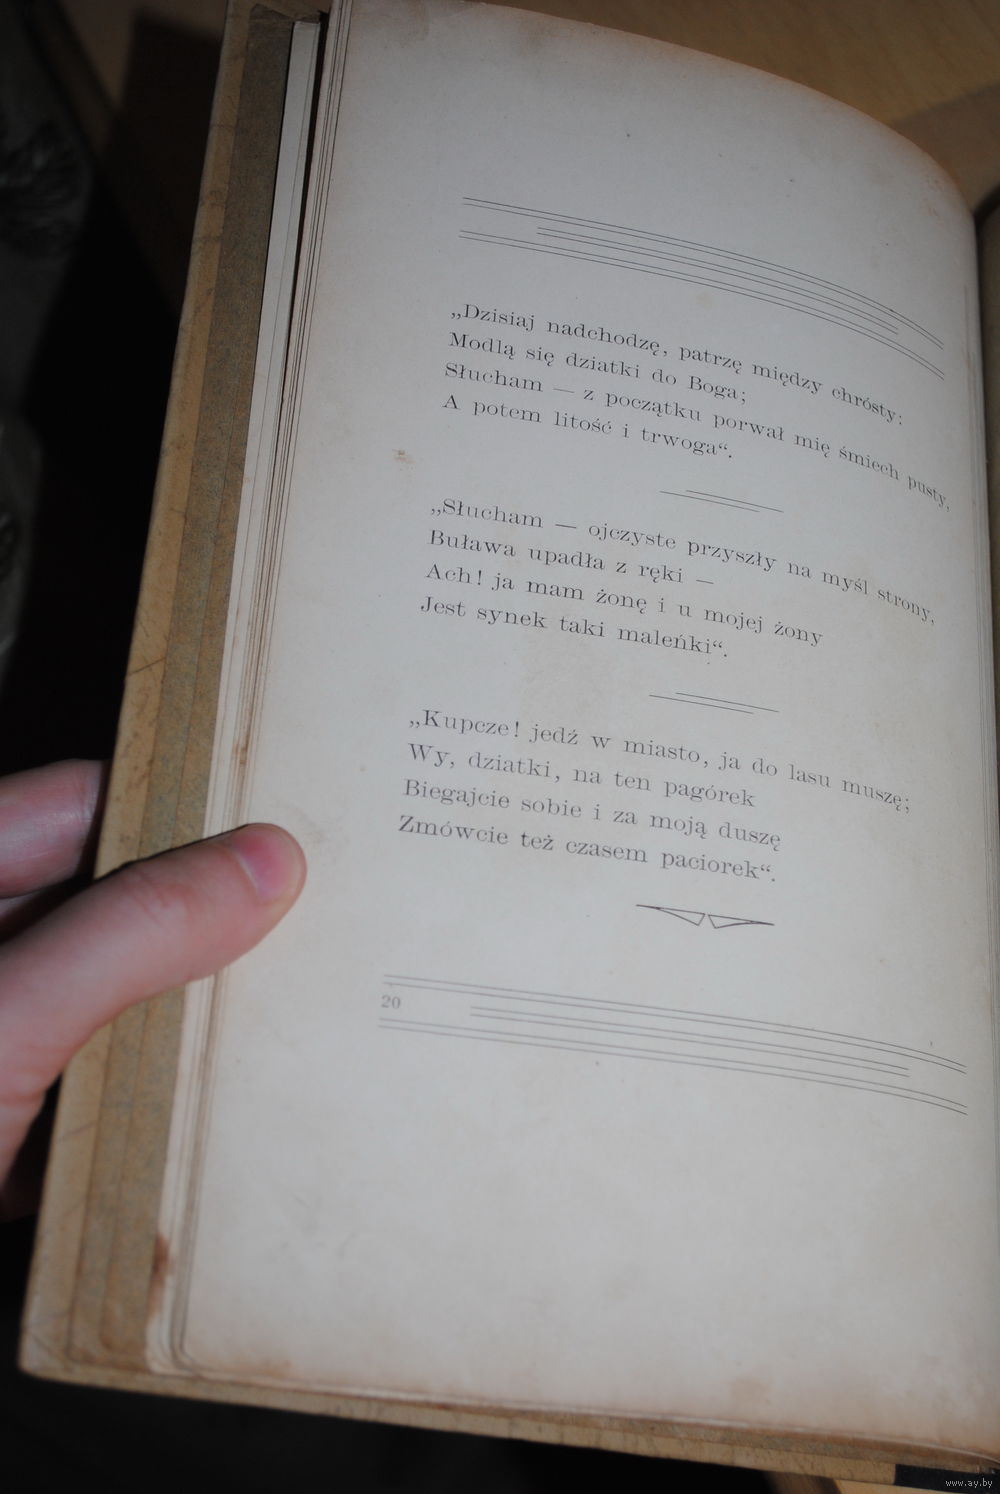 „Dzisiaj nadchodzę, patrzę między chrósty:
Modlą się dziatki do Boga;
Słucham — z początku porwał mię śmiech pusty,
A potem litość i trwoga“.
„Słucham — ojczyste przyszły na myśl strony,
Buława upadła z ręki —
Ach! ja mam żonę i u mojej żony
Jest synek taki maleńki“.
„Kupcze! jedź w miasto, ja do lasu muszę;
Wy, dziatki, na ten pagórek
Biegajcie sobie i za moją duszę
Zmówcie też czasem paciorek“.
20
www.ay.by